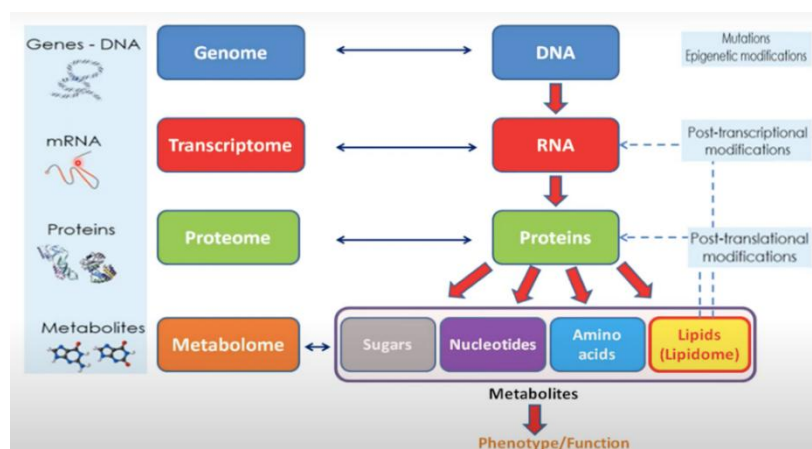 Genes - DNA
Genome
DNA
Mutations
Epigenetic modifications
mRNA
Transcriptome
RNA
Post-transcriptional
modifications
Proteins
Proteome
Proteins
Post-translational
modifications
Metabolites
Metabolome
Sugars
Nucleotides
Amino
acids
Lipids
(Lipidome)
Metabolites
Phenotype/Function